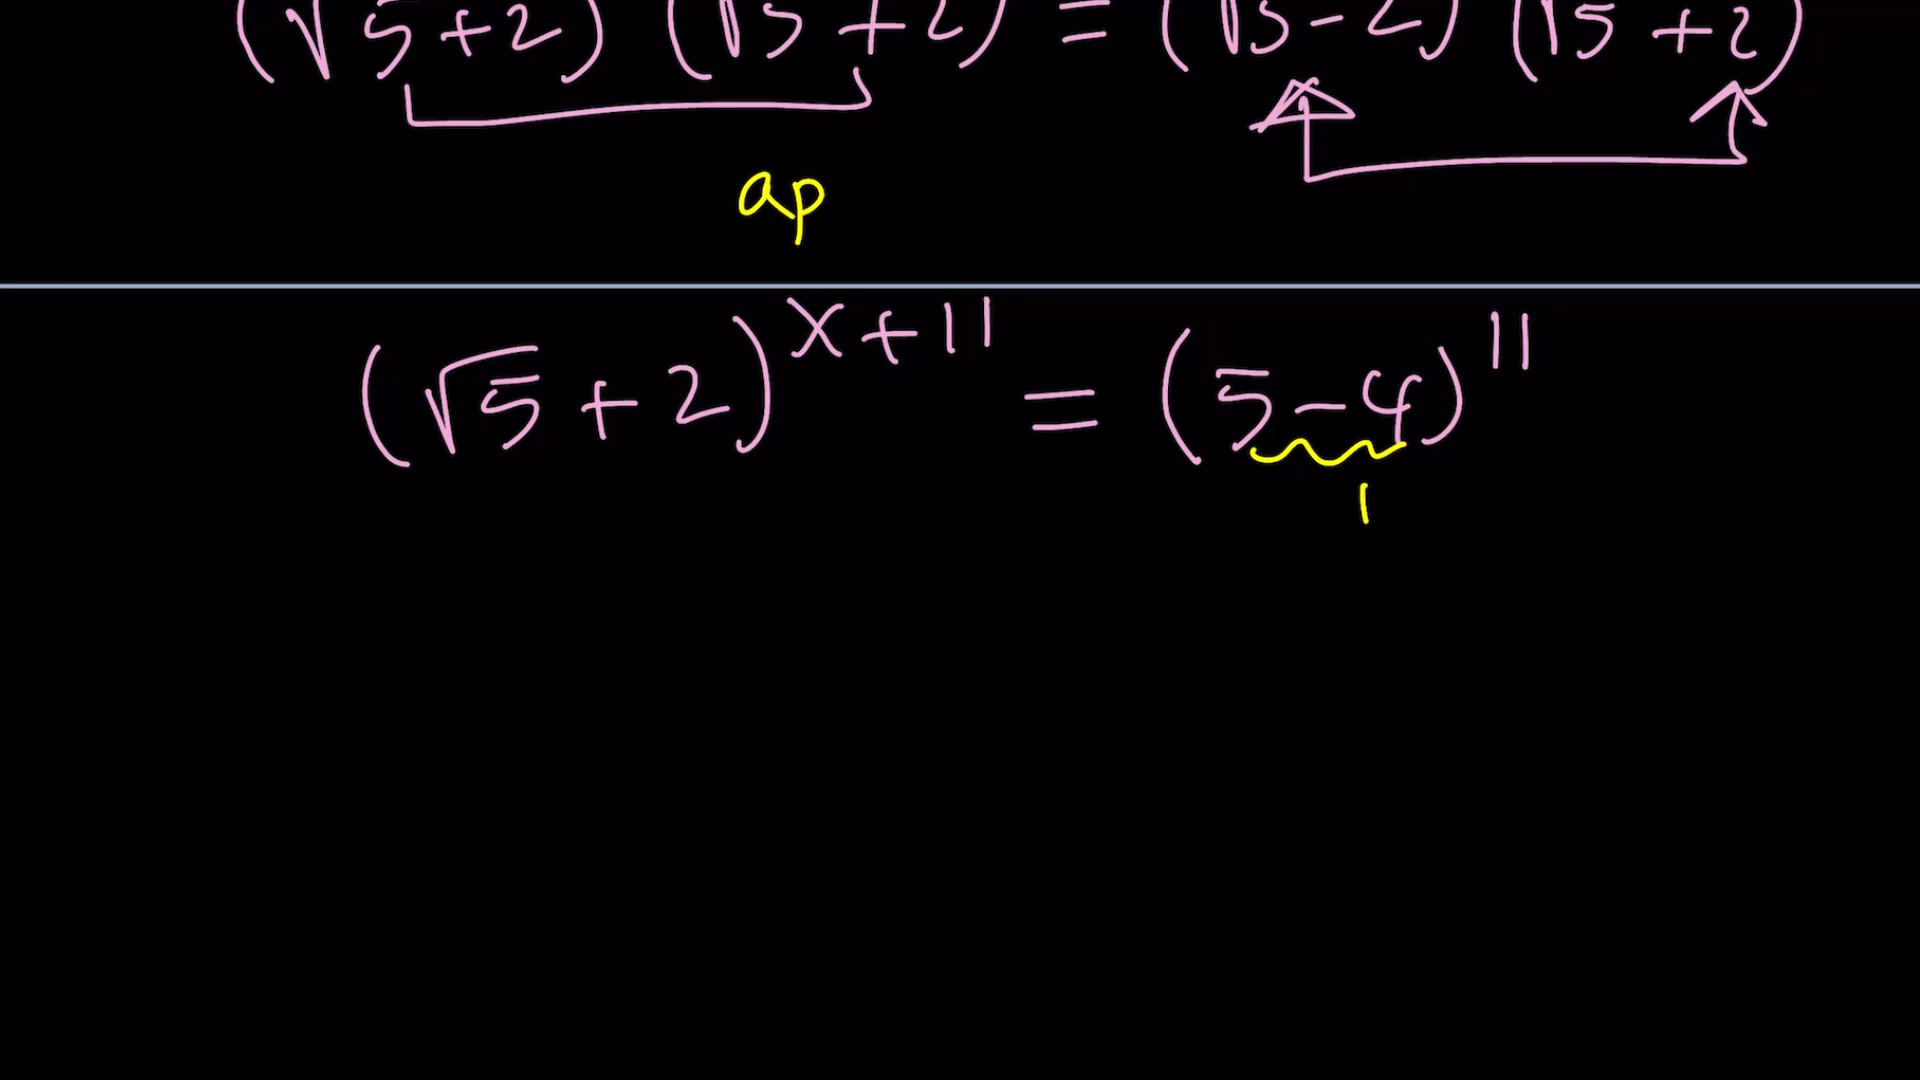 (√5+2) (√5+2) = (√5-2) (√5+2)
ap
(√5+2)^x+11 = (5-4)^11
1